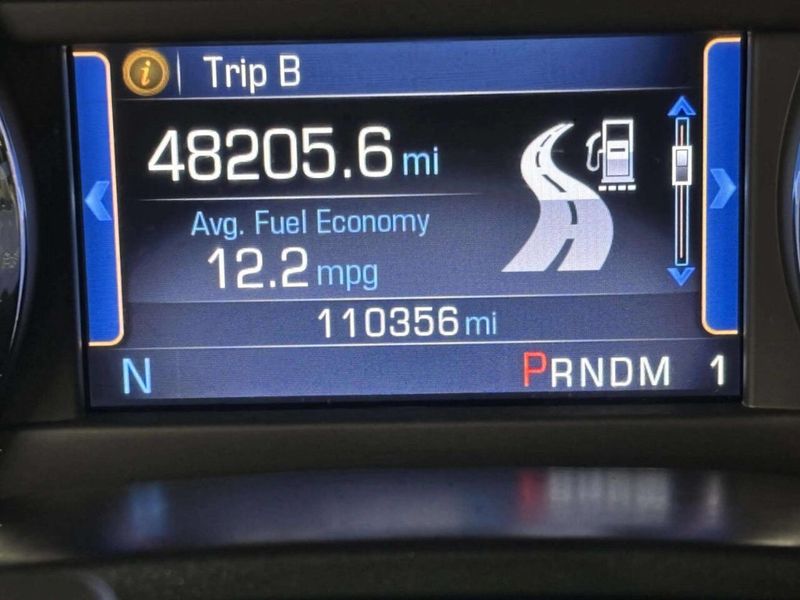 i Trip B
48205.6 mi
Avg. Fuel Economy
12.2 mpg
110356 mi
N PRNDM 1